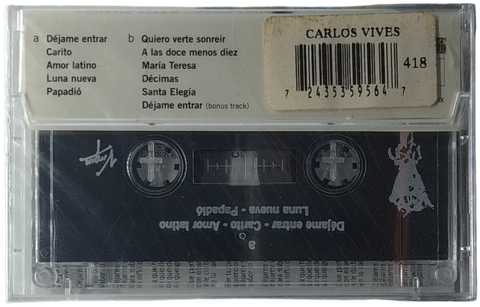 a Déjame entrar
Carito
Amor latino
Luna nueva
Papadió
b Quiero verte sonreir
A las doce menos diez
María Teresa
Décimas
Santa Elegía
Déjame entrar (bonus track)
CARLOS VIVES
418
7 24353 59564 7
Virgin
a
Déjame entrar - Carito - Amor latino
Luna nueva - Papadió